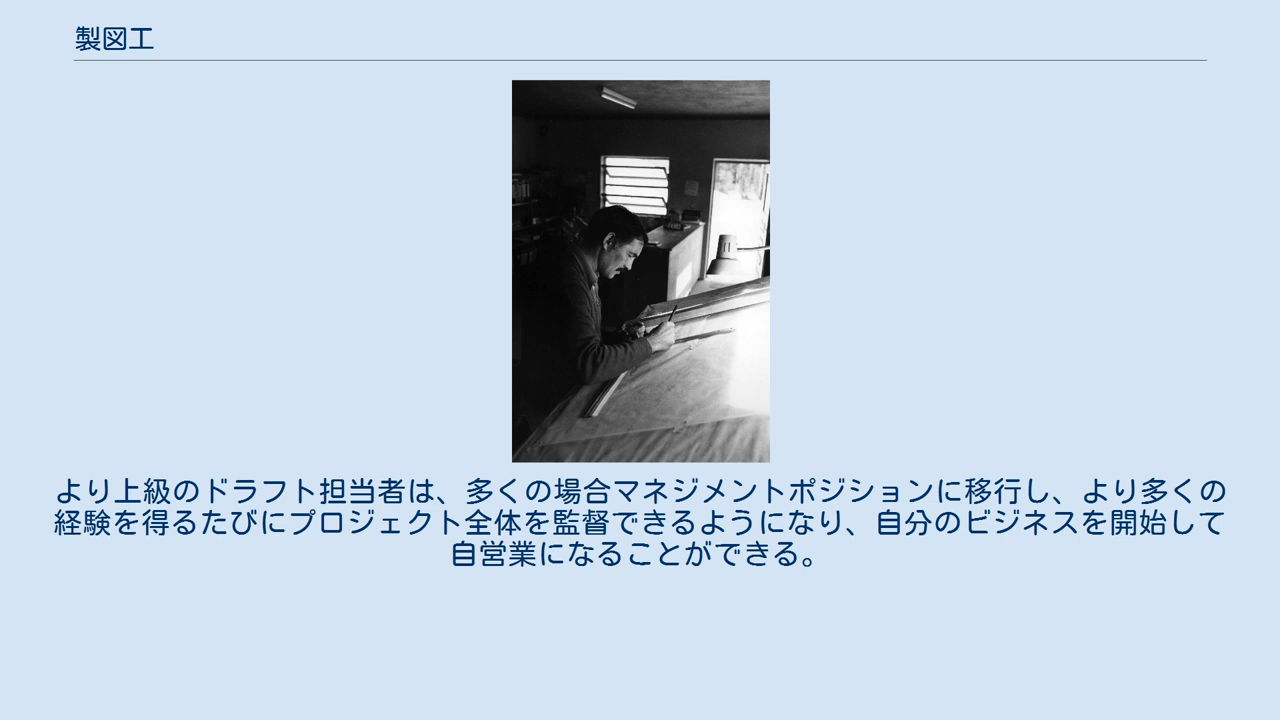 製図工
より上級のドラフト担当者は、多くの場合マネジメントポジションに移行し、より多くの
経験を得るたびにプロジェクト全体を監督できるようになり、自分のビジネスを開始して
自営業になることができる。